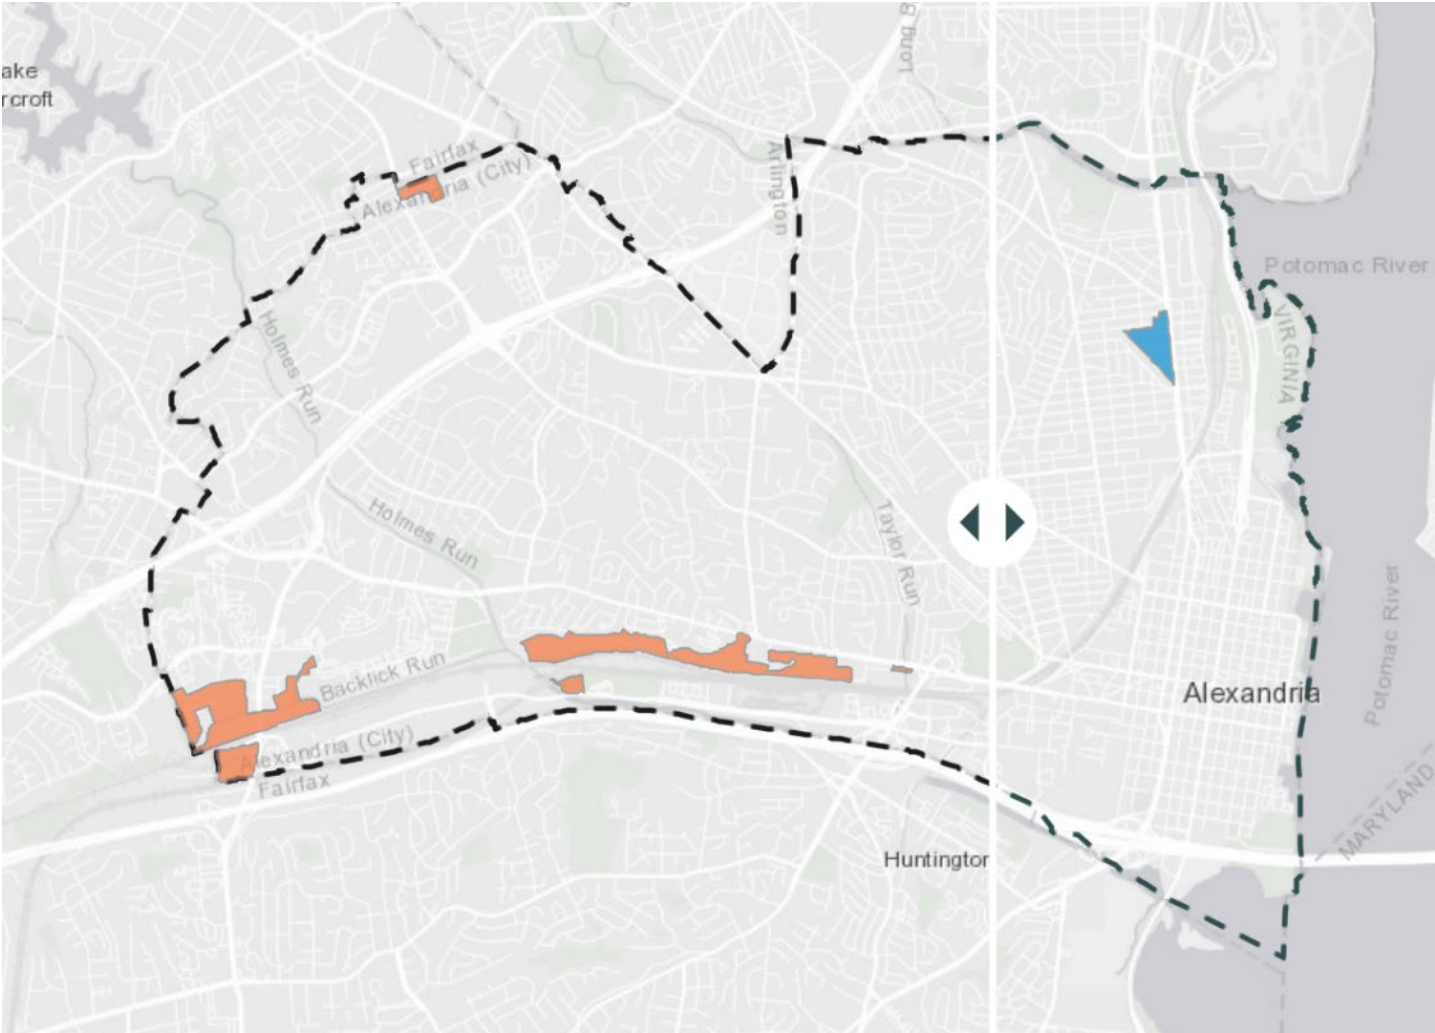 Long B
ake
rcroft
Fairfax
Alexandria (City)
Arlington
Potomac River
VIRGINIA
Holmes Run
Holmes Run
Taylor Run
Potomac River
Backlick Run
Alexandria
Alexandria (City)
Fairfax
MARYLAND
Huntington